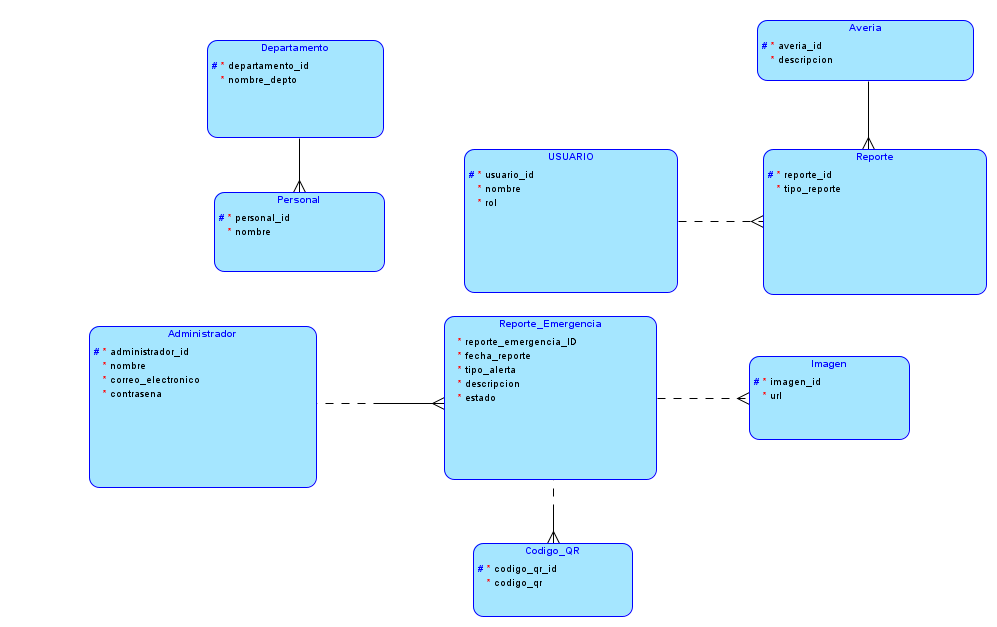 Departamento
# * departamento_id
* nombre_depto
Personal
# * personal_id
* nombre
Averia
# * averia_id
* descripcion
USUARIO
# * usuario_id
* nombre
* rol
Reporte
# * reporte_id
* tipo_reporte
Administrador
# * administrador_id
* nombre
* correo_electronico
* contrasena
Reporte_Emergencia
* reporte_emergencia_ID
* fecha_reporte
* tipo_alerta
* descripcion
* estado
Imagen
# * imagen_id
* url
Codigo_QR
# * codigo_qr_id
* codigo_qr